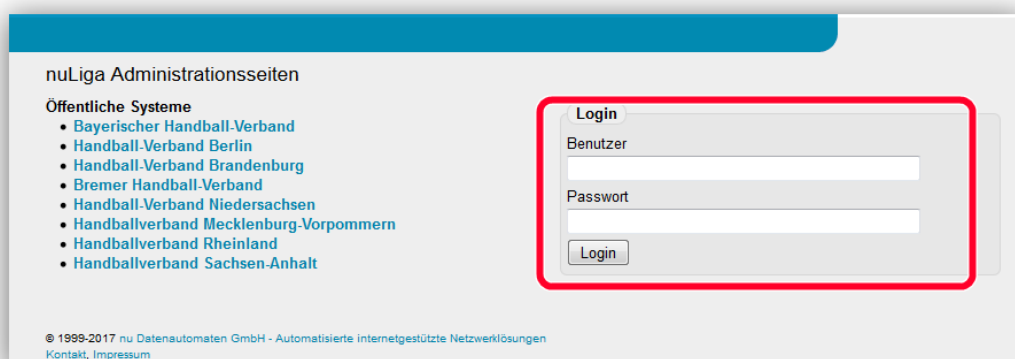 nuLiga Administrationsseiten
Öffentliche Systeme
Bayerischer Handball-Verband
Handball-Verband Berlin
Handball-Verband Brandenburg
Bremer Handball-Verband
Handball-Verband Niedersachsen
Handballverband Mecklenburg-Vorpommern
Handballverband Rheinland
Handballverband Sachsen-Anhalt
Login
Benutzer
Passwort
Login
© 1999-2017 nu Datenautomaten GmbH - Automatisierte internetgestützte Netzwerklösungen
Kontakt, Impressum